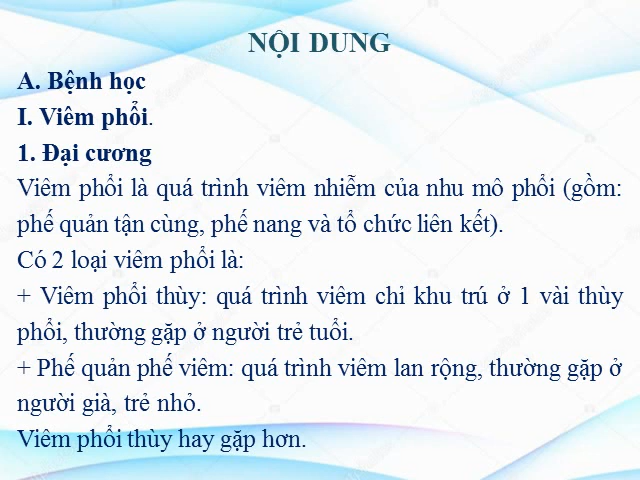 NỘI DUNG
A. Bệnh học
I. Viêm phổi.
1. Đại cương
Viêm phổi là quá trình viêm nhiễm của nhu mô phổi (gồm:
phế quản tận cùng, phế nang và tổ chức liên kết).
Có 2 loại viêm phổi là:
+ Viêm phổi thùy: quá trình viêm chỉ khu trú ở 1 vài thùy
phổi, thường gặp ở người trẻ tuổi.
+ Phế quản phế viêm: quá trình viêm lan rộng, thường gặp ở
người già, trẻ nhỏ.
Viêm phổi thùy hay gặp hơn.